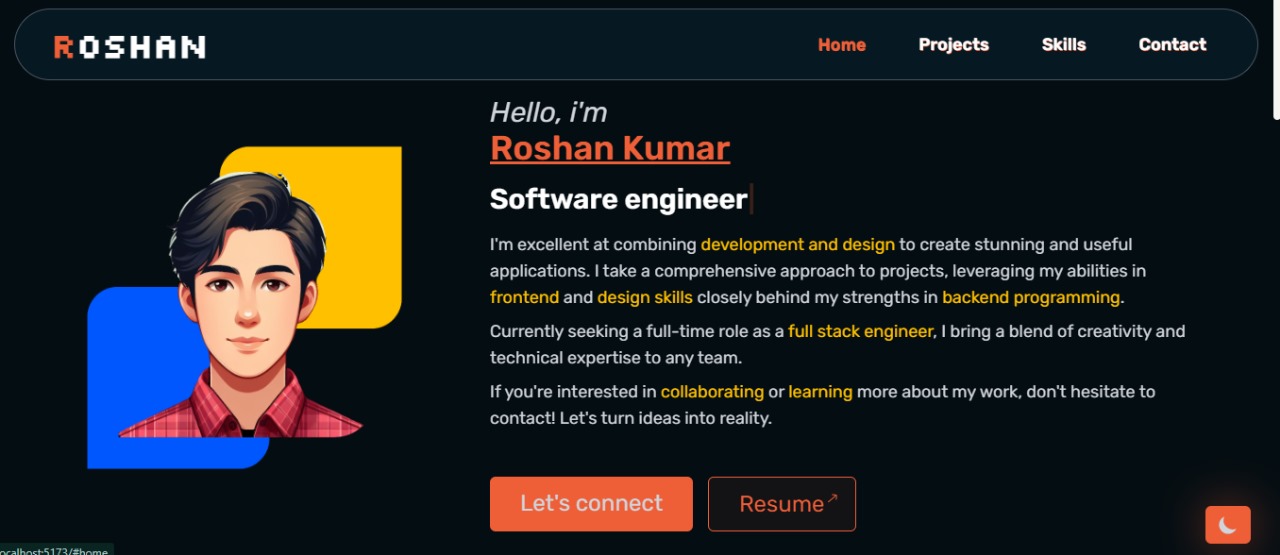 ROSHAN
Home Projects Skills Contact
Hello, i'm
Roshan Kumar
Software engineer
I'm excellent at combining development and design to create stunning and useful
applications. I take a comprehensive approach to projects, leveraging my abilities in
frontend and design skills closely behind my strengths in backend programming.
Currently seeking a full-time role as a full stack engineer, I bring a blend of creativity and
technical expertise to any team.
If you're interested in collaborating or learning more about my work, don't hesitate to
contact! Let's turn ideas into reality.
Let's connect Resume↗
ocalhost:5173/#home